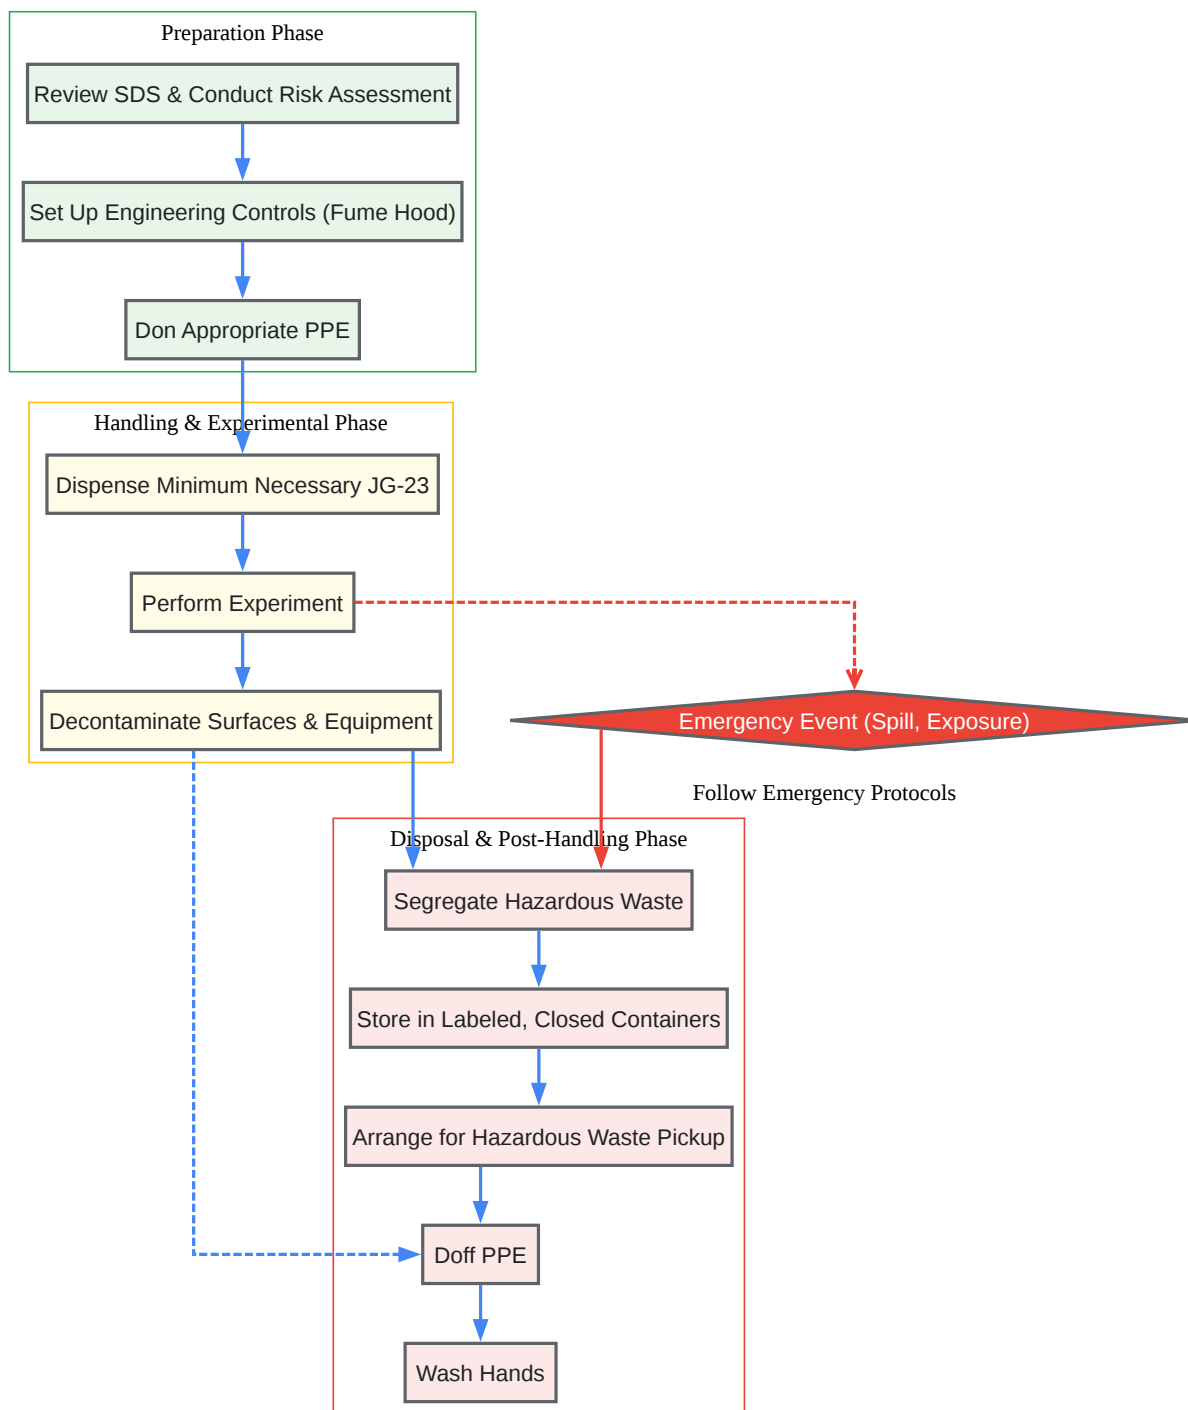 Preparation Phase
Review SDS & Conduct Risk Assessment
Set Up Engineering Controls (Fume Hood)
Don Appropriate PPE
Handling & Experimental Phase
Dispense Minimum Necessary JG-23
Perform Experiment
Decontaminate Surfaces & Equipment
Emergency Event (Spill, Exposure)
Follow Emergency Protocols
Disposal & Post-Handling Phase
Segregate Hazardous Waste
Store in Labeled, Closed Containers
Arrange for Hazardous Waste Pickup
Doff PPE
Wash Hands